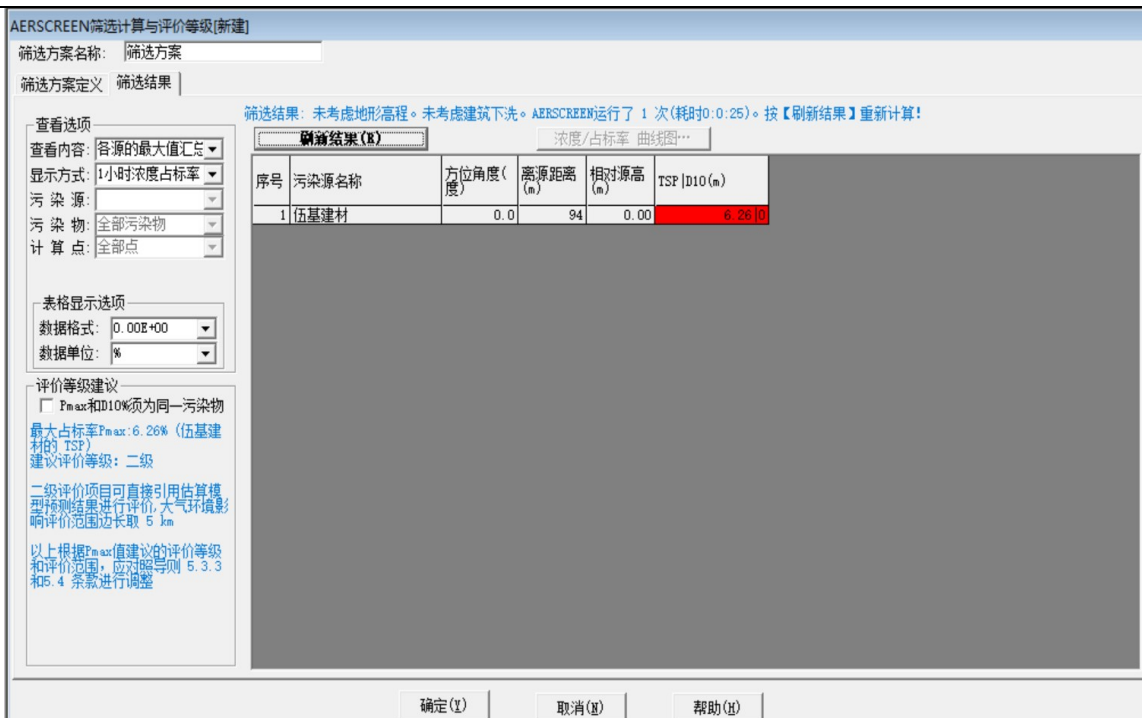 AERSCREEN筛选计算与评价等级[新建]
筛选方案名称: 筛选方案
筛选方案定义 筛选结果
筛选结果: 未考虑地形高程。未考虑建筑下洗。AERSCREEN运行了 1 次(耗时0:0:25)。按【刷新结果】重新计算!
查看选项
刷新结果(R) 浓度/占标率 曲线图…
查看内容: 各源的最大值汇总
显示方式: 1小时浓度占标率
污 染 源:
污 染 物: 全部污染物
计 算 点: 全部点
序号 污染源名称 方位角度(度) 离源距离(m) 相对源高(m) TSP|D10(m)
1 伍基建材 0.0 94 0.00 6.26|0
表格显示选项
数据格式: 0.00E+00
数据单位: %
评价等级建议
Pmax和D10%须为同一污染物
最大占标率Pmax:6.26% (伍基建
材的 TSP)
建议评价等级: 二级
二级评价项目可直接引用估算模
型预测结果进行评价,大气环境影
响评价范围边长取 5 km
以上根据Pmax值建议的评价等级
和评价范围,应对照导则 5.3.3
和5.4 条款进行调整
确定(Y) 取消(N) 帮助(H)